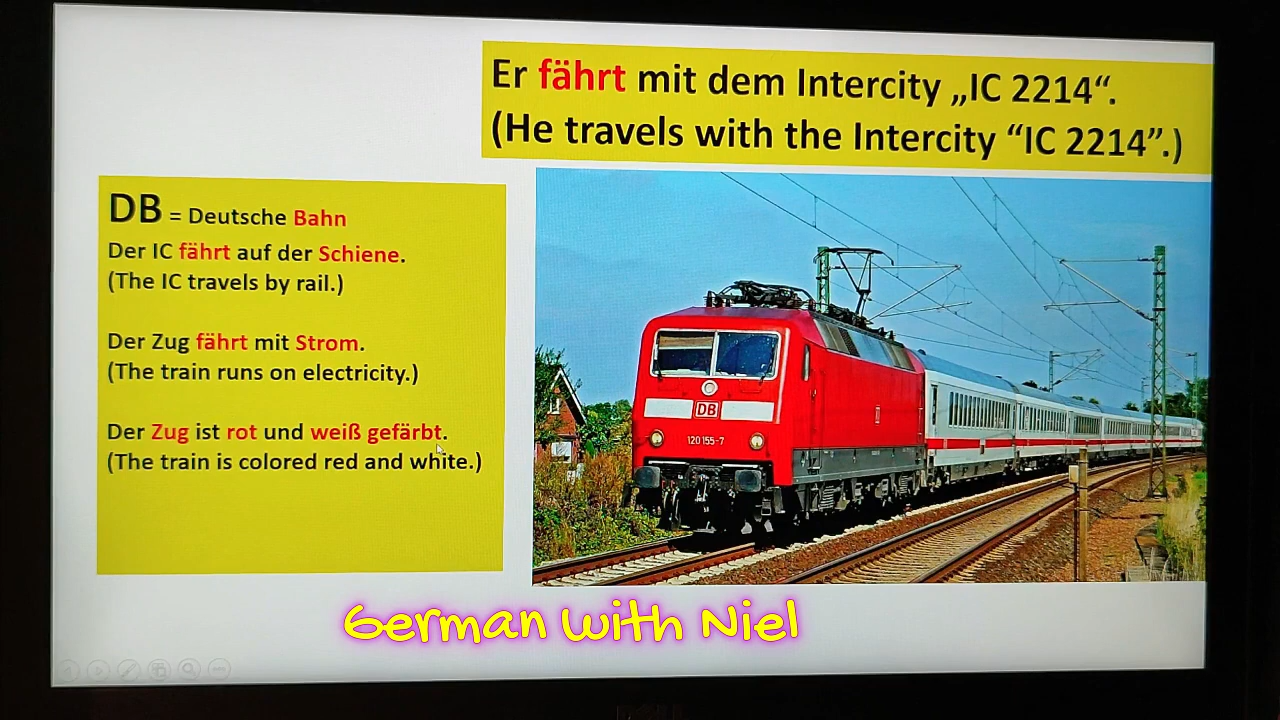 Er fährt mit dem Intercity „IC 2214“.
(He travels with the Intercity “IC 2214”.)
DB = Deutsche Bahn
Der IC fährt auf der Schiene.
(The IC travels by rail.)
Der Zug fährt mit Strom.
(The train runs on electricity.)
Der Zug ist rot und weiß gefärbt.
(The train is colored red and white.)
DB
120 155-7
German with Niel